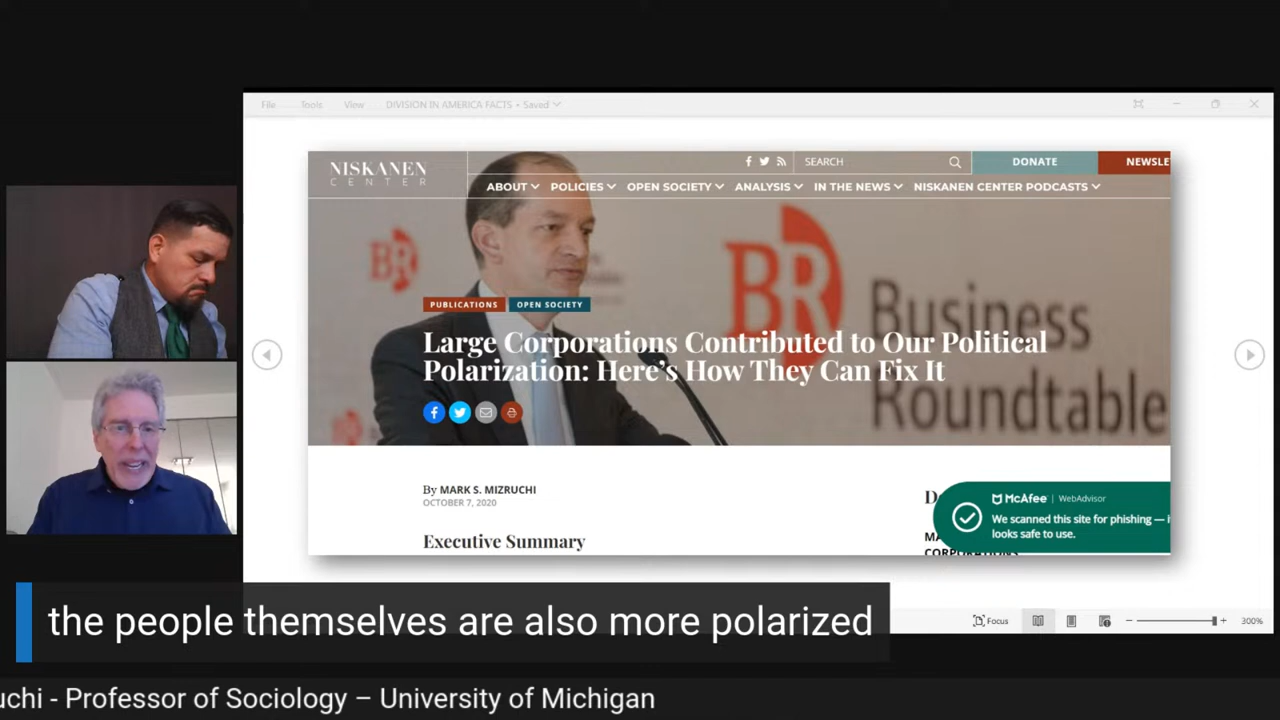 File Tools View DIVISION IN AMERICA FACTS • Saved
NISKANEN
CENTER
SEARCH
DONATE
NEWSLE
ABOUT POLICIES OPEN SOCIETY ANALYSIS IN THE NEWS NISKANEN CENTER PODCASTS
BR
BR
Business
Roundtable
PUBLICATIONS OPEN SOCIETY
Large Corporations Contributed to Our Political
Polarization: Here's How They Can Fix It
By MARK S. MIZRUCHI
OCTOBER 7, 2020
Executive Summary
McAfee | WebAdvisor
We scanned this site for phishing —
looks safe to use.
CORPORATIONS
the people themselves are also more polarized
Focus
300%
uchi - Professor of Sociology – University of Michigan